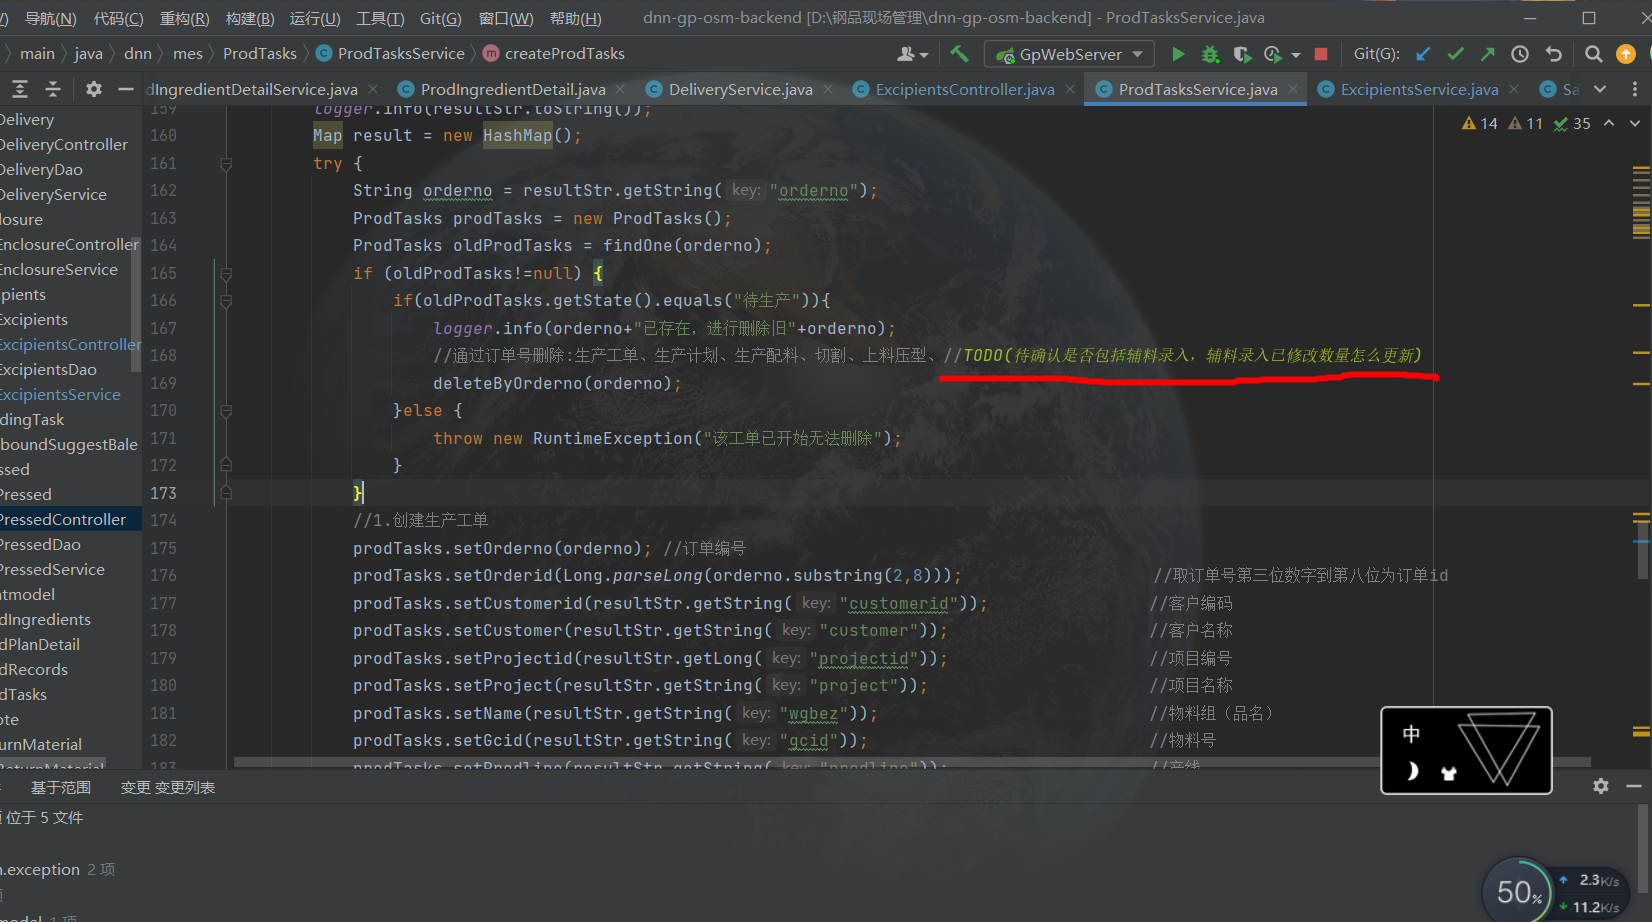 导航(N) 代码(C) 重构(R) 构建(B) 运行(U) 工具(T) Git(G) 窗口(W) 帮助(H) dnn-gp-osm-backend [D:\钢品现场管理\dnn-gp-osm-backend] - ProdTasksService.java
main java dnn mes ProdTasks ProdTasksService createProdTasks GpWebServer Git(G):
dIngredientDetailService.java ProdIngredientDetail.java DeliveryService.java ExcipientsController.java ProdTasksService.java ExcipientsService.java Sa
14 11 35
Delivery
DeliveryController
DeliveryDao
DeliveryService
losure
EnclosureController
EnclosureService
ipients
Excipients
ExcipientsController
ExcipientsDao
ExcipientsService
dingTask
boundSuggestBale
ssed
Pressed
PressedController
PressedDao
PressedService
ntmodel
dIngredients
dPlanDetail
dRecords
dTasks
ote
urnMaterial
ReturnMaterial
159 logger.info(resultStr.toString());
160 Map result = new HashMap();
161 try {
162 String orderno = resultStr.getString( key: "orderno");
163 ProdTasks prodTasks = new ProdTasks();
164 ProdTasks oldProdTasks = findOne(orderno);
165 if (oldProdTasks!=null) {
166 if(oldProdTasks.getState().equals("待生产")){
167 logger.info(orderno+"已存在，进行删除旧"+orderno);
168 //通过订单号删除:生产工单、生产计划、生产配料、切割、上料压型、//TODO(待确认是否包括辅料录入，辅料录入已修改数量怎么更新)
169 deleteByOrderno(orderno);
170 }else {
171 throw new RuntimeException("该工单已开始无法删除");
172 }
173 }
174 //1.创建生产工单
175 prodTasks.setOrderno(orderno); //订单编号
176 prodTasks.setOrderid(Long.parseLong(orderno.substring(2,8))); //取订单号第三位数字到第八位为订单id
177 prodTasks.setCustomerid(resultStr.getString( key: "customerid")); //客户编码
178 prodTasks.setCustomer(resultStr.getString( key: "customer")); //客户名称
179 prodTasks.setProjectid(resultStr.getLong( key: "projectid")); //项目编号
180 prodTasks.setProject(resultStr.getString( key: "project")); //项目名称
181 prodTasks.setName(resultStr.getString( key: "wgbez")); //物料组（品名）
182 prodTasks.setGcid(resultStr.getString( key: "gcid")); //物料号
183 prodTasks.setProdline(resultStr.getString( key: "prodline")); //产线
中
基于范围 变更 变更列表
位于 5 文件
n.exception 2 项
项
model 1 项
50% 2.3K/s
11.2K/s